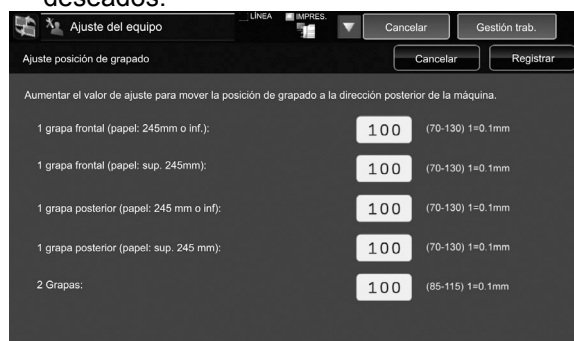 deseados.
Ajuste del equipo
LÍNEA
IMPRES.
Cancelar
Gestión trab.
Ajuste posición de grapado
Cancelar
Registrar
Aumentar el valor de ajuste para mover la posición de grapado a la dirección posterior de la máquina.
1 grapa frontal (papel: 245mm o inf.): 100 (70-130) 1=0.1mm
1 grapa frontal (papel: sup. 245mm): 100 (70-130) 1=0.1mm
1 grapa posterior (papel: 245 mm o inf): 100 (70-130) 1=0.1mm
1 grapa posterior (papel: sup. 245 mm): 100 (70-130) 1=0.1mm
2 Grapas: 100 (85-115) 1=0.1mm